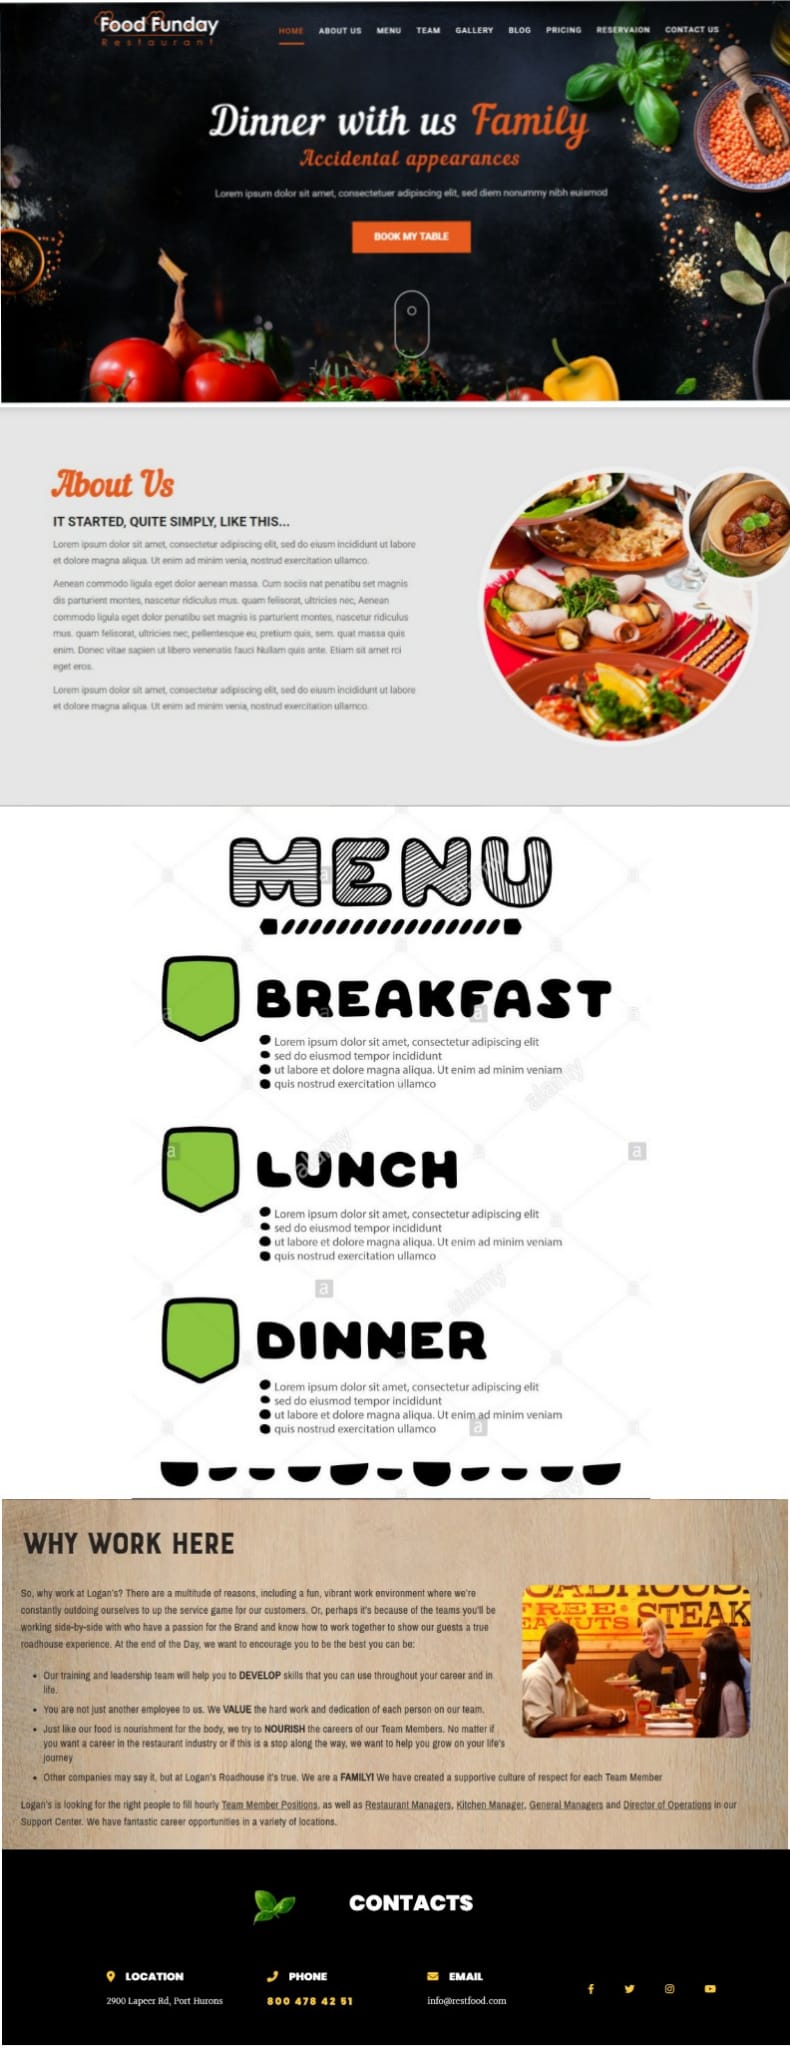 Food Funday
Restaurant
HOME ABOUT US MENU TEAM GALLERY BLOG PRICING RESERVAION CONTACT US
Dinner with us Family
Accidental appearances
Lorem ipsum dolor sit amet, consectetuer adipiscing elit, sed diem nonummy nibh euismod
BOOK MY TABLE
About Us
IT STARTED, QUITE SIMPLY, LIKE THIS...
Lorem ipsum dolor sit amet, consectetur adipiscing elit, sed do eiusm incididunt ut labore
et dolore magna aliqua. Ut enim ad minim venia, nostrud exercitation ullamco.
Aenean commodo ligula eget dolor aenean massa. Cum sociis nat penatibu set magnis
dis parturient montes, nascetur ridiculus mus. quam felisorat, ultricies nec, Aenean
commodo ligula eget dolor penatibu set magnis is parturient montes, nascetur ridiculus
mus. quam felisorat, ultricies nec, pellentesque eu, pretium quis, sem. quat massa quis
enim. Donec vitae sapien ut libero venenatis fauci Nullam quis ante. Etiam sit amet rci
eget eros.
Lorem ipsum dolor sit amet, consectetur adipiscing elit, sed do eiusm incididunt ut labore
et dolore magna aliqua. Ut enim ad minim venia, nostrud exercitation ullamco.
MENU
BREAKFAST
Lorem ipsum dolor sit amet, consectetur adipiscing elit
sed do eiusmod tempor incididunt
ut labore et dolore magna aliqua. Ut enim ad minim veniam
quis nostrud exercitation ullamco
alamy
LUNCH
alamy
Lorem ipsum dolor sit amet, consectetur adipiscing elit
sed do eiusmod tempor incididunt
ut labore et dolore magna aliqua. Ut enim ad minim veniam
quis nostrud exercitation ullamco
alamy
DINNER
Lorem ipsum dolor sit amet, consectetur adipiscing elit
sed do eiusmod tempor incididunt
ut labore et dolore magna aliqua. Ut enim ad minim veniam
quis nostrud exercitation ullamco
WHY WORK HERE
So, why work at Logan's? There are a multitude of reasons, including a fun, vibrant work environment where we're
constantly outdoing ourselves to up the service game for our customers. Or, perhaps it's because of the teams you'll be
working side-by-side with who have a passion for the Brand and know how to work together to show our guests a true
roadhouse experience. At the end of the Day, we want to encourage you to be the best you can be:
FREE STEAK
PEANUTS
• Our training and leadership team will help you to DEVELOP skills that you can use throughout your career and in
life.
• You are not just another employee to us. We VALUE the hard work and dedication of each person on our team.
• Just like our food is nourishment for the body, we try to NOURISH the careers of our Team Members. No matter if
you want a career in the restaurant industry or if this is a stop along the way, we want to help you grow on your life's
journey
• Other companies may say it, but at Logan's Roadhouse it's true. We are a FAMILY! We have created a supportive culture of respect for each Team Member
Logan's is looking for the right people to fill hourly Team Member Positions, as well as Restaurant Managers, Kitchen Manager, General Managers and Director of Operations in our
Support Center. We have fantastic career opportunities in a variety of locations.
CONTACTS
LOCATION PHONE EMAIL
2900 Lapeer Rd, Port Hurons 800 478 42 51 info@restfood.com